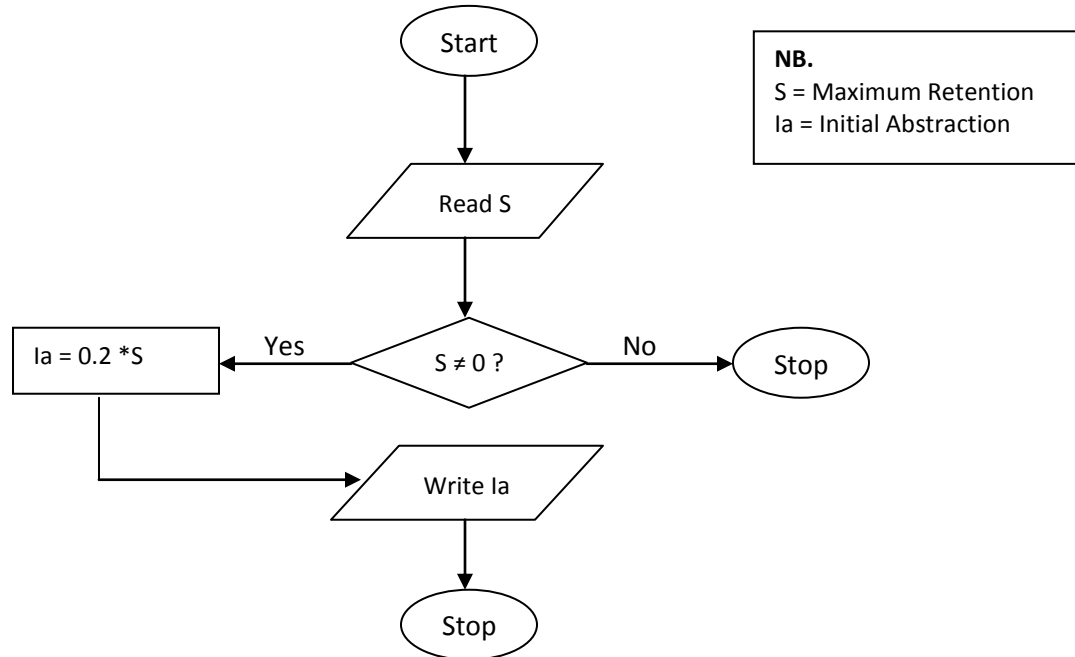 Start
NB.
S = Maximum Retention
Ia = Initial Abstraction
Read S
Ia = 0.2 *S
Yes
S ≠ 0 ?
No
Stop
Write Ia
Stop